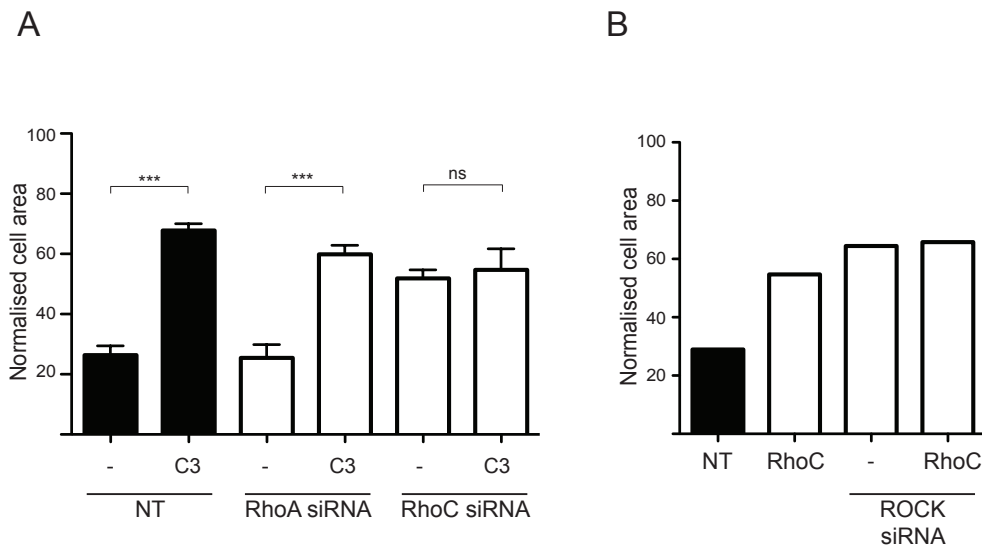 A
Normalised cell area
100
80
60
40
20
***
***
ns
- C3 - C3 - C3
NT RhoA siRNA RhoC siRNA
B
Normalised cell area
100
80
60
40
20
NT RhoC - RhoC
ROCK
siRNA